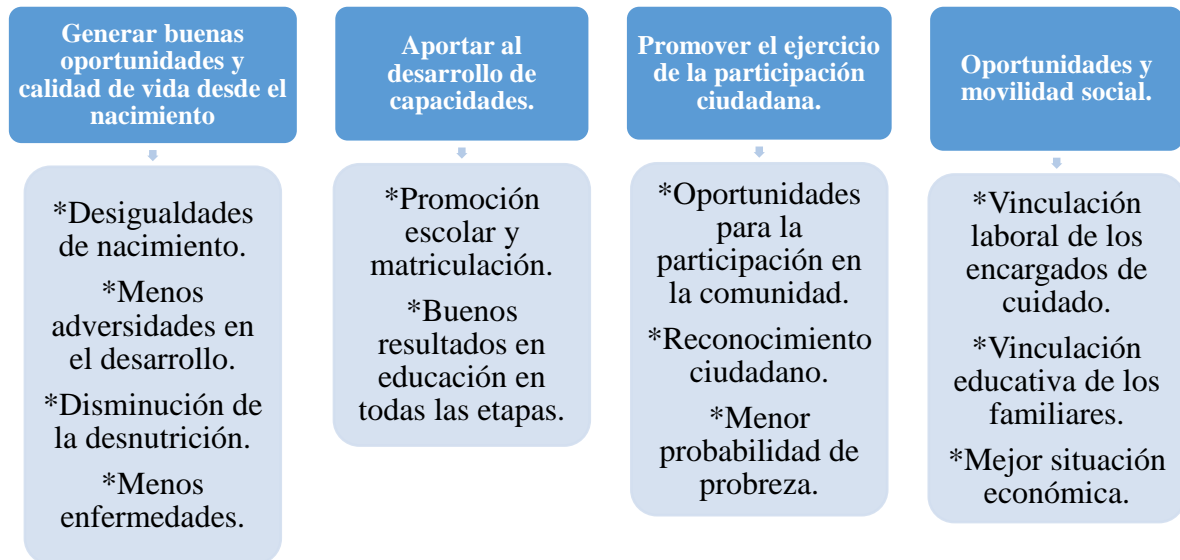 Generar buenas
oportunidades y
calidad de vida desde el
nacimiento
*Desigualdades
de nacimiento.
*Menos
adversidades en
el desarrollo.
*Disminución de
la desnutrición.
*Menos
enfermedades.
Aportar al
desarrollo de
capacidades.
*Promoción
escolar y
matriculación.
*Buenos
resultados en
educación en
todas las etapas.
Promover el ejercicio
de la participación
ciudadana.
*Oportunidades
para la
participación en
la comunidad.
*Reconocimiento
ciudadano.
*Menor
probabilidad de
probreza.
Oportunidades y
movilidad social.
*Vinculación
laboral de los
encargados de
cuidado.
*Vinculación
educativa de los
familiares.
*Mejor situación
económica.